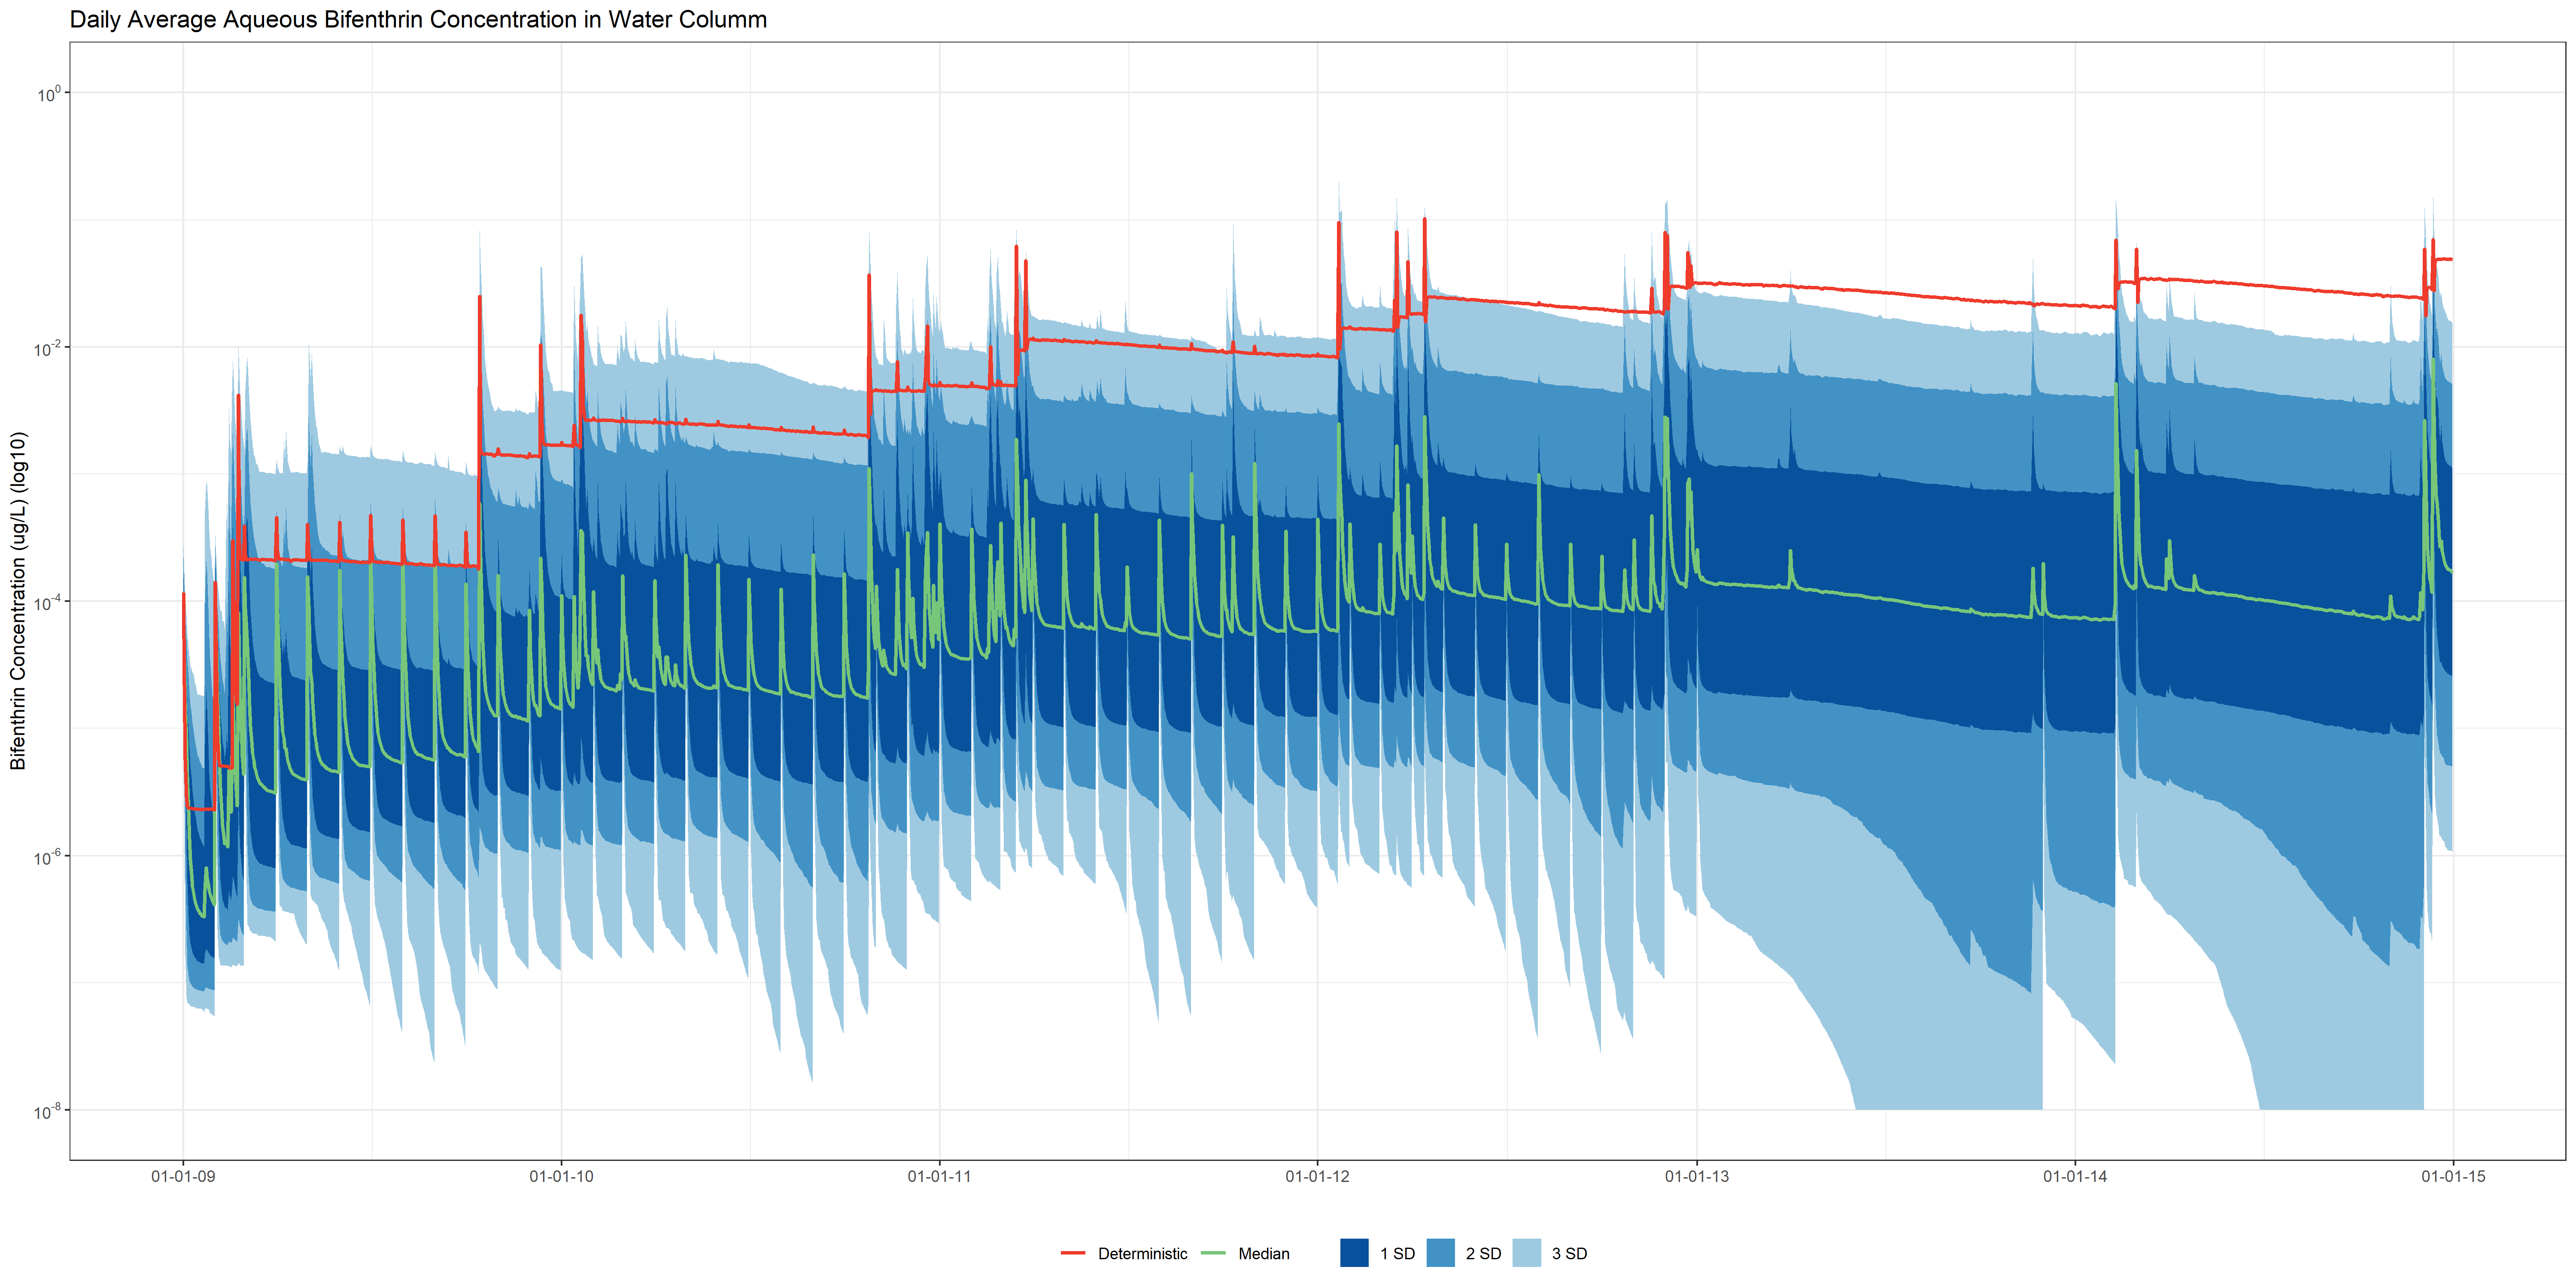 Daily Average Aqueous Bifenthrin Concentration in Water Columm
Bifenthrin Concentration (ug/L) (log10)
10⁰
10⁻²
10⁻⁴
10⁻⁶
10⁻⁸
01-01-09 01-01-10 01-01-11 01-01-12 01-01-13 01-01-14 01-01-15
Deterministic Median 1 SD 2 SD 3 SD